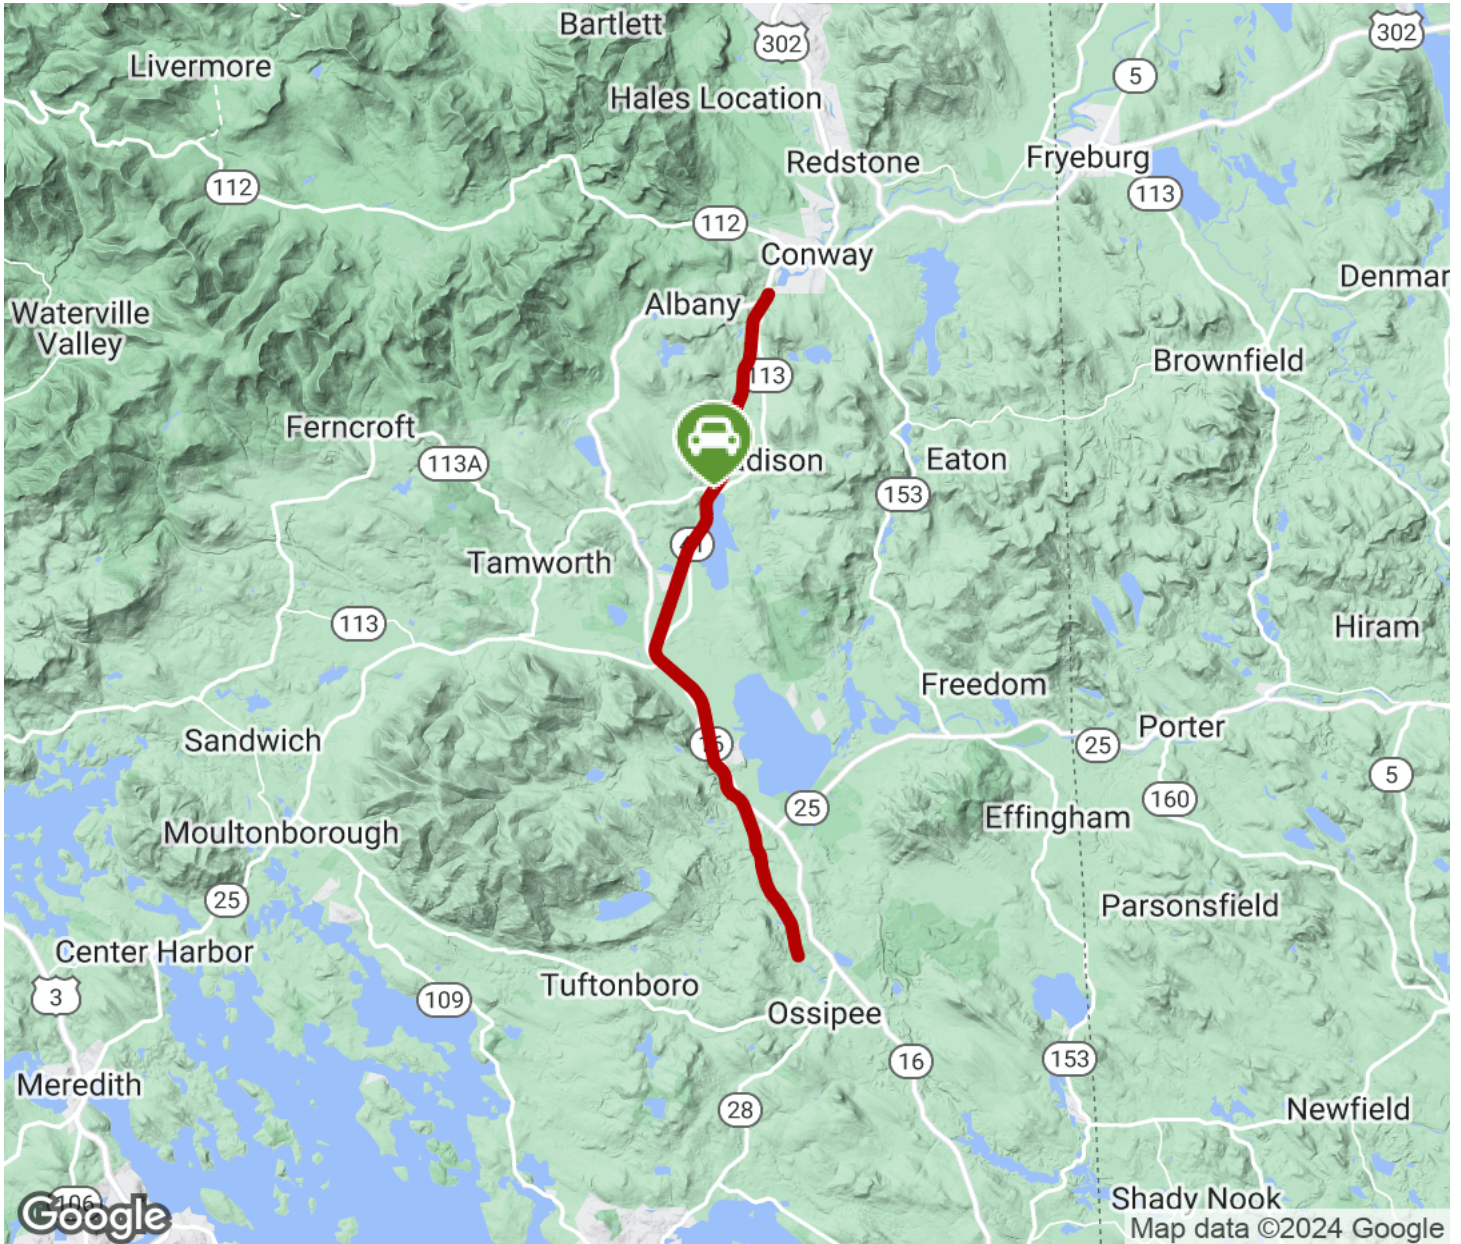 Bartlett
302
302
Livermore
5
Hales Location
Redstone
Fryeburg
112
113
112
Conway
Denmar
Albany
Waterville
Valley
Brownfield
113
Ferncroft
113A
dison
Eaton
153
Tamworth
113
Hiram
Freedom
Sandwich
Porter
25
5
160
25
Effingham
Moultonborough
25
Parsonsfield
Center Harbor
3
109
Tuftonboro
Ossipee
16
153
Meredith
28
Newfield
106
Google
Shady Nook
Map data ©2024 Google